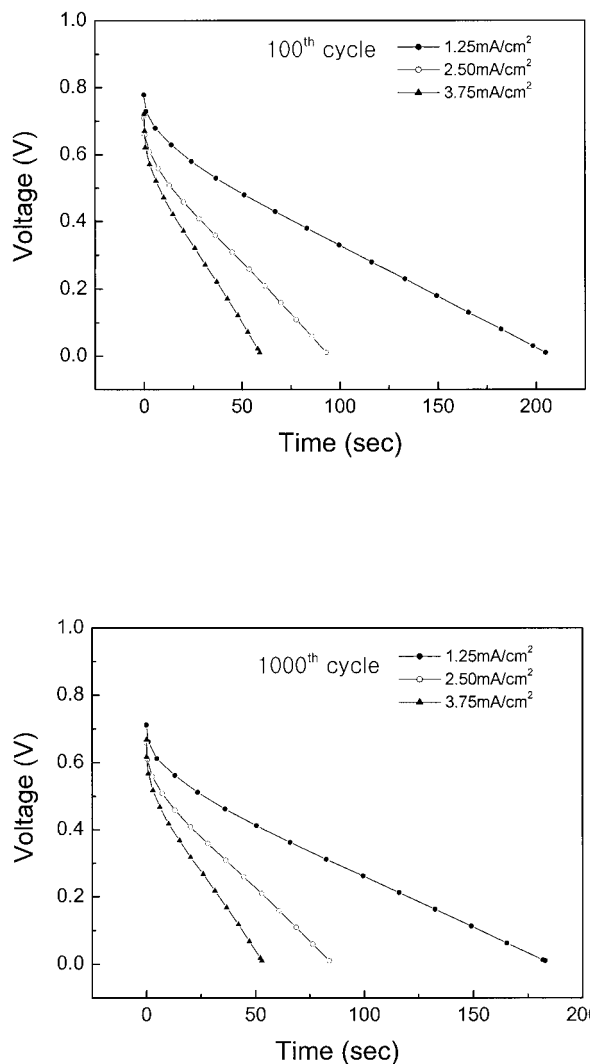 1.0
100th cycle
1.25mA/cm2
2.50mA/cm2
3.75mA/cm2
0.8
0.6
0.4
0.2
0.0
Voltage (V)
0 50 100 150 200
Time (sec)
1.0
1000th cycle
1.25mA/cm2
2.50mA/cm2
3.75mA/cm2
0.8
0.6
0.4
0.2
0.0
Voltage (V)
0 50 100 150
Time (sec)